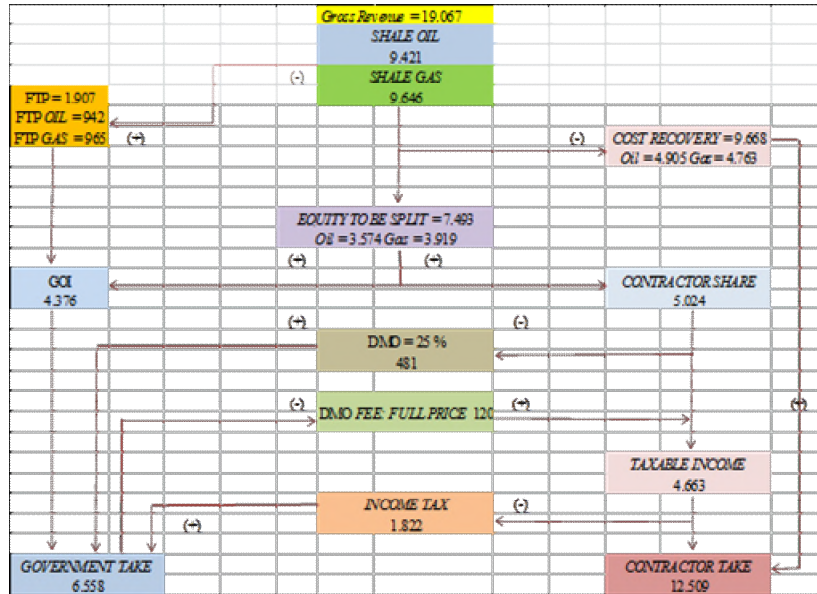 Gross Revenue = 19.067
SHALE OIL
9.421
(-)
SHALE GAS
9.646
FTP = 1.907
FTP OIL = 942
FTP GAS = 965
(+)
(-)
COST RECOVERY = 9.668
Oil = 4.905 Gas = 4.763
EQUITY TO BE SPLIT = 7.493
Oil = 3.574 Gas = 3.919
(+)
(+)
GOI
4.376
CONTRACTOR SHARE
5.024
(+)
(-)
DMO = 25 %
481
(-)
DMO FEE: FULL PRICE 120
(+)
(+)
TAXABLE INCOME
4.663
INCOME TAX
1.822
(-)
(+)
GOVERNMENT TAKE
6.558
CONTRACTOR TAKE
12.509